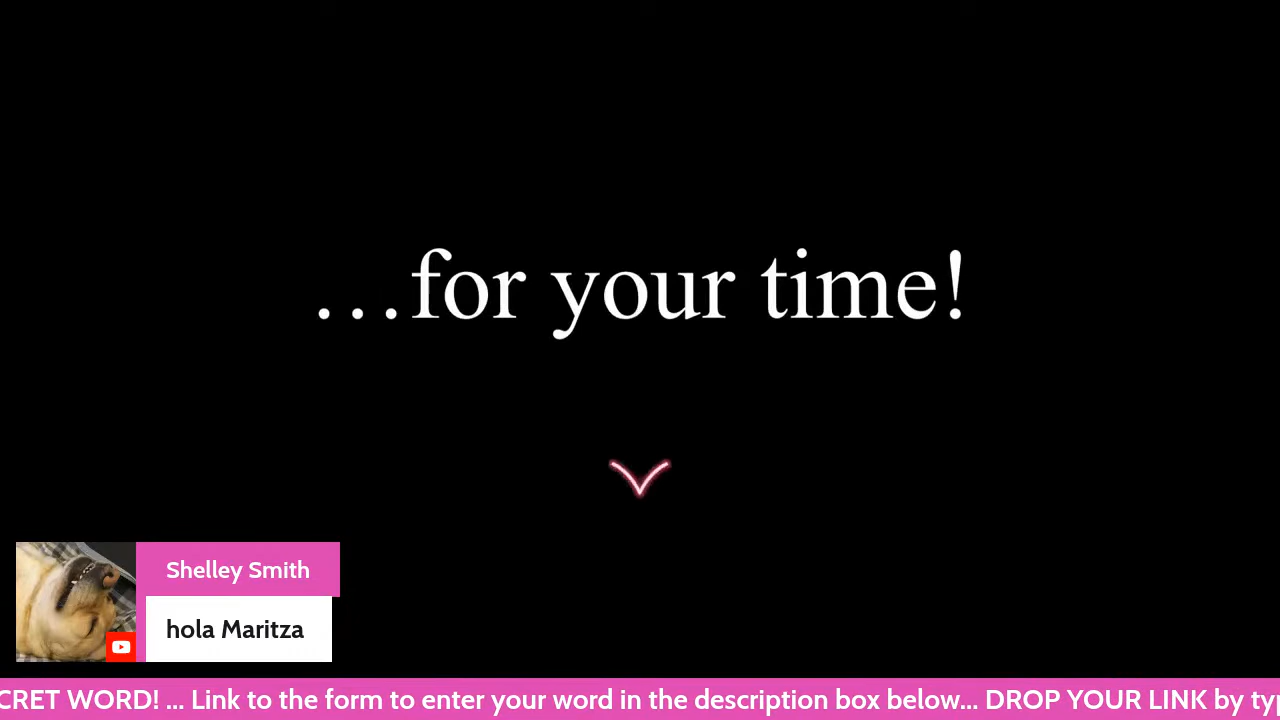 …for your time!
Shelley Smith
hola Maritza
CRET WORD! ... Link to the form to enter your word in the description box below... DROP YOUR LINK by typ